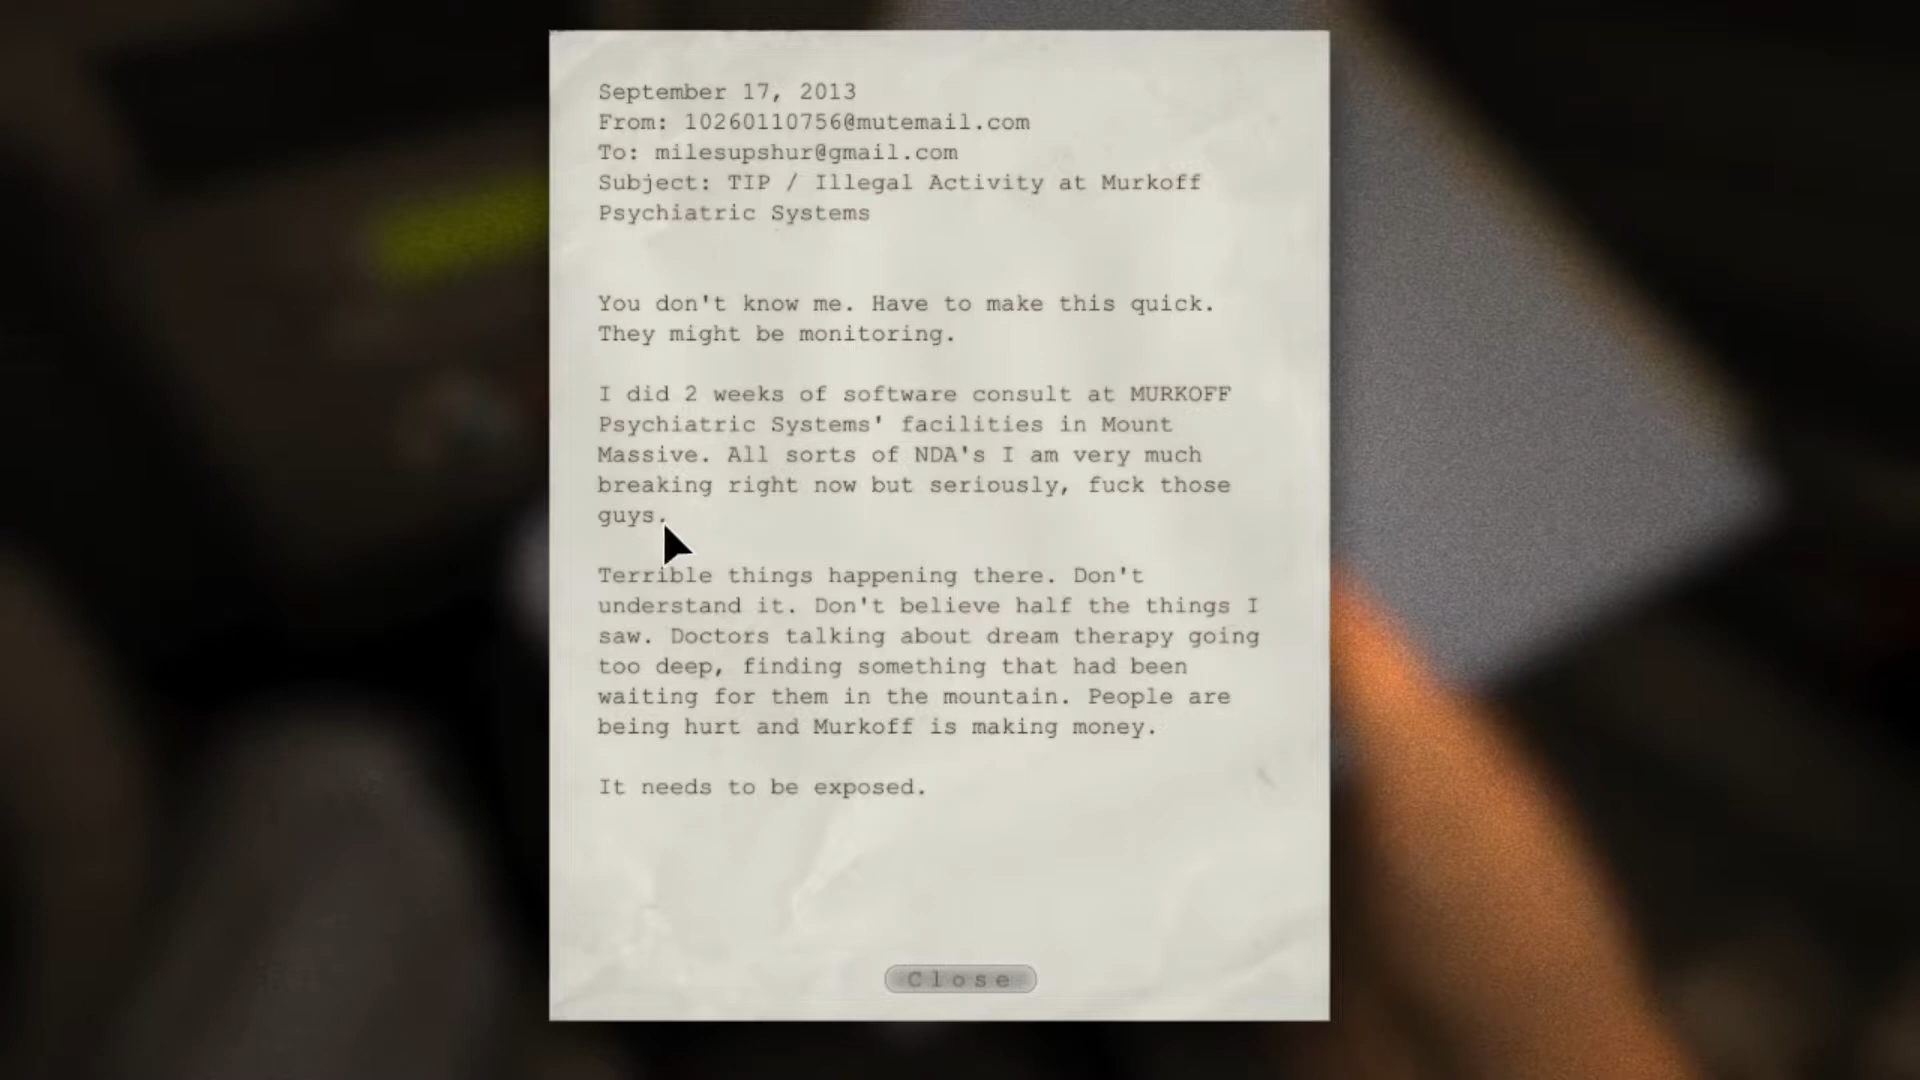 September 17, 2013
From: 10260110756@mutemail.com
To: milesupshur@gmail.com
Subject: TIP / Illegal Activity at Murkoff
Psychiatric Systems
You don't know me. Have to make this quick.
They might be monitoring.
I did 2 weeks of software consult at MURKOFF
Psychiatric Systems' facilities in Mount
Massive. All sorts of NDA's I am very much
breaking right now but seriously, fuck those
guys.
Terrible things happening there. Don't
understand it. Don't believe half the things I
saw. Doctors talking about dream therapy going
too deep, finding something that had been
waiting for them in the mountain. People are
being hurt and Murkoff is making money.
It needs to be exposed.
Close